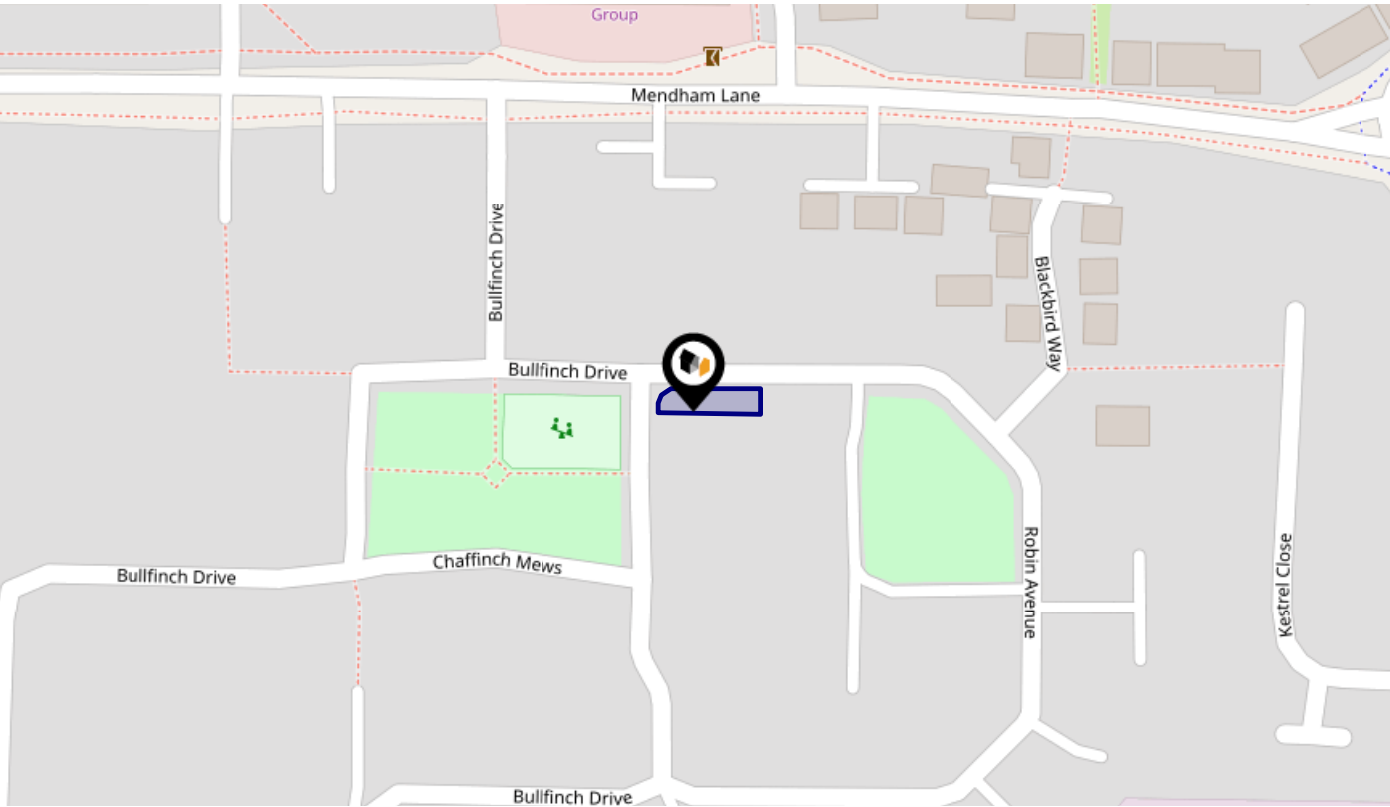 Group
Mendham Lane
Bullfinch Drive
Blackbird Way
Bullfinch Drive
Chaffinch Mews
Bullfinch Drive
Robin Avenue
Kestrel Close
Bullfinch Drive